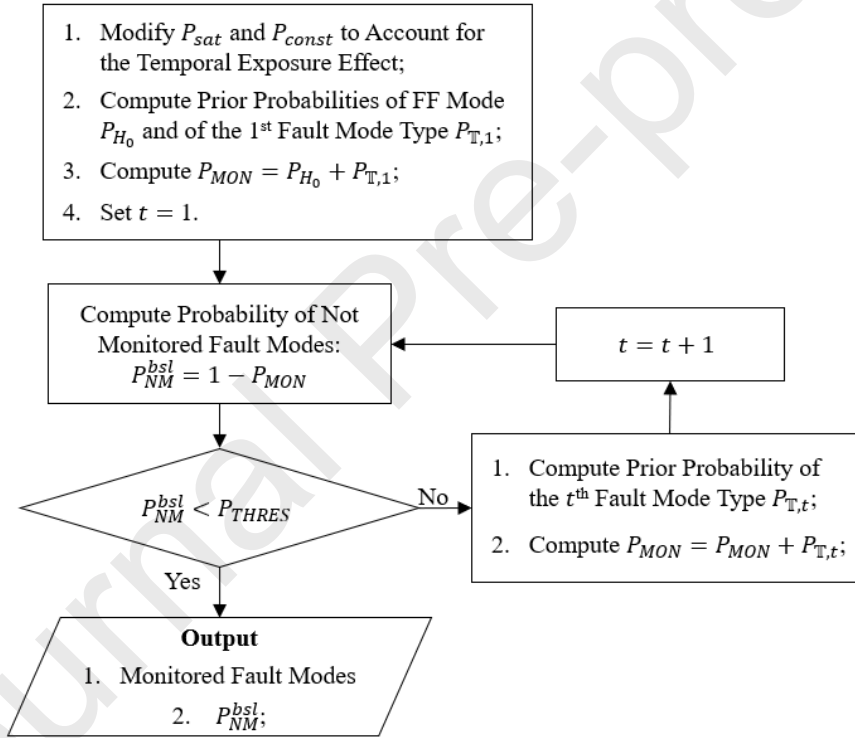 1. Modify P_sat and P_const to Account for
the Temporal Exposure Effect;
2. Compute Prior Probabilities of FF Mode
P_H₀ and of the 1st Fault Mode Type P_𝕋,1;
3. Compute P_MON = P_H₀ + P_𝕋,1;
4. Set t = 1.
Compute Probability of Not
Monitored Fault Modes:
P_NM^bsl = 1 − P_MON
t = t + 1
P_NM^bsl < P_THRES
No
1. Compute Prior Probability of
the tth Fault Mode Type P_𝕋,t;
2. Compute P_MON = P_MON + P_𝕋,t;
Yes
Output
1. Monitored Fault Modes
2. P_NM^bsl;
urnal Pre-pr